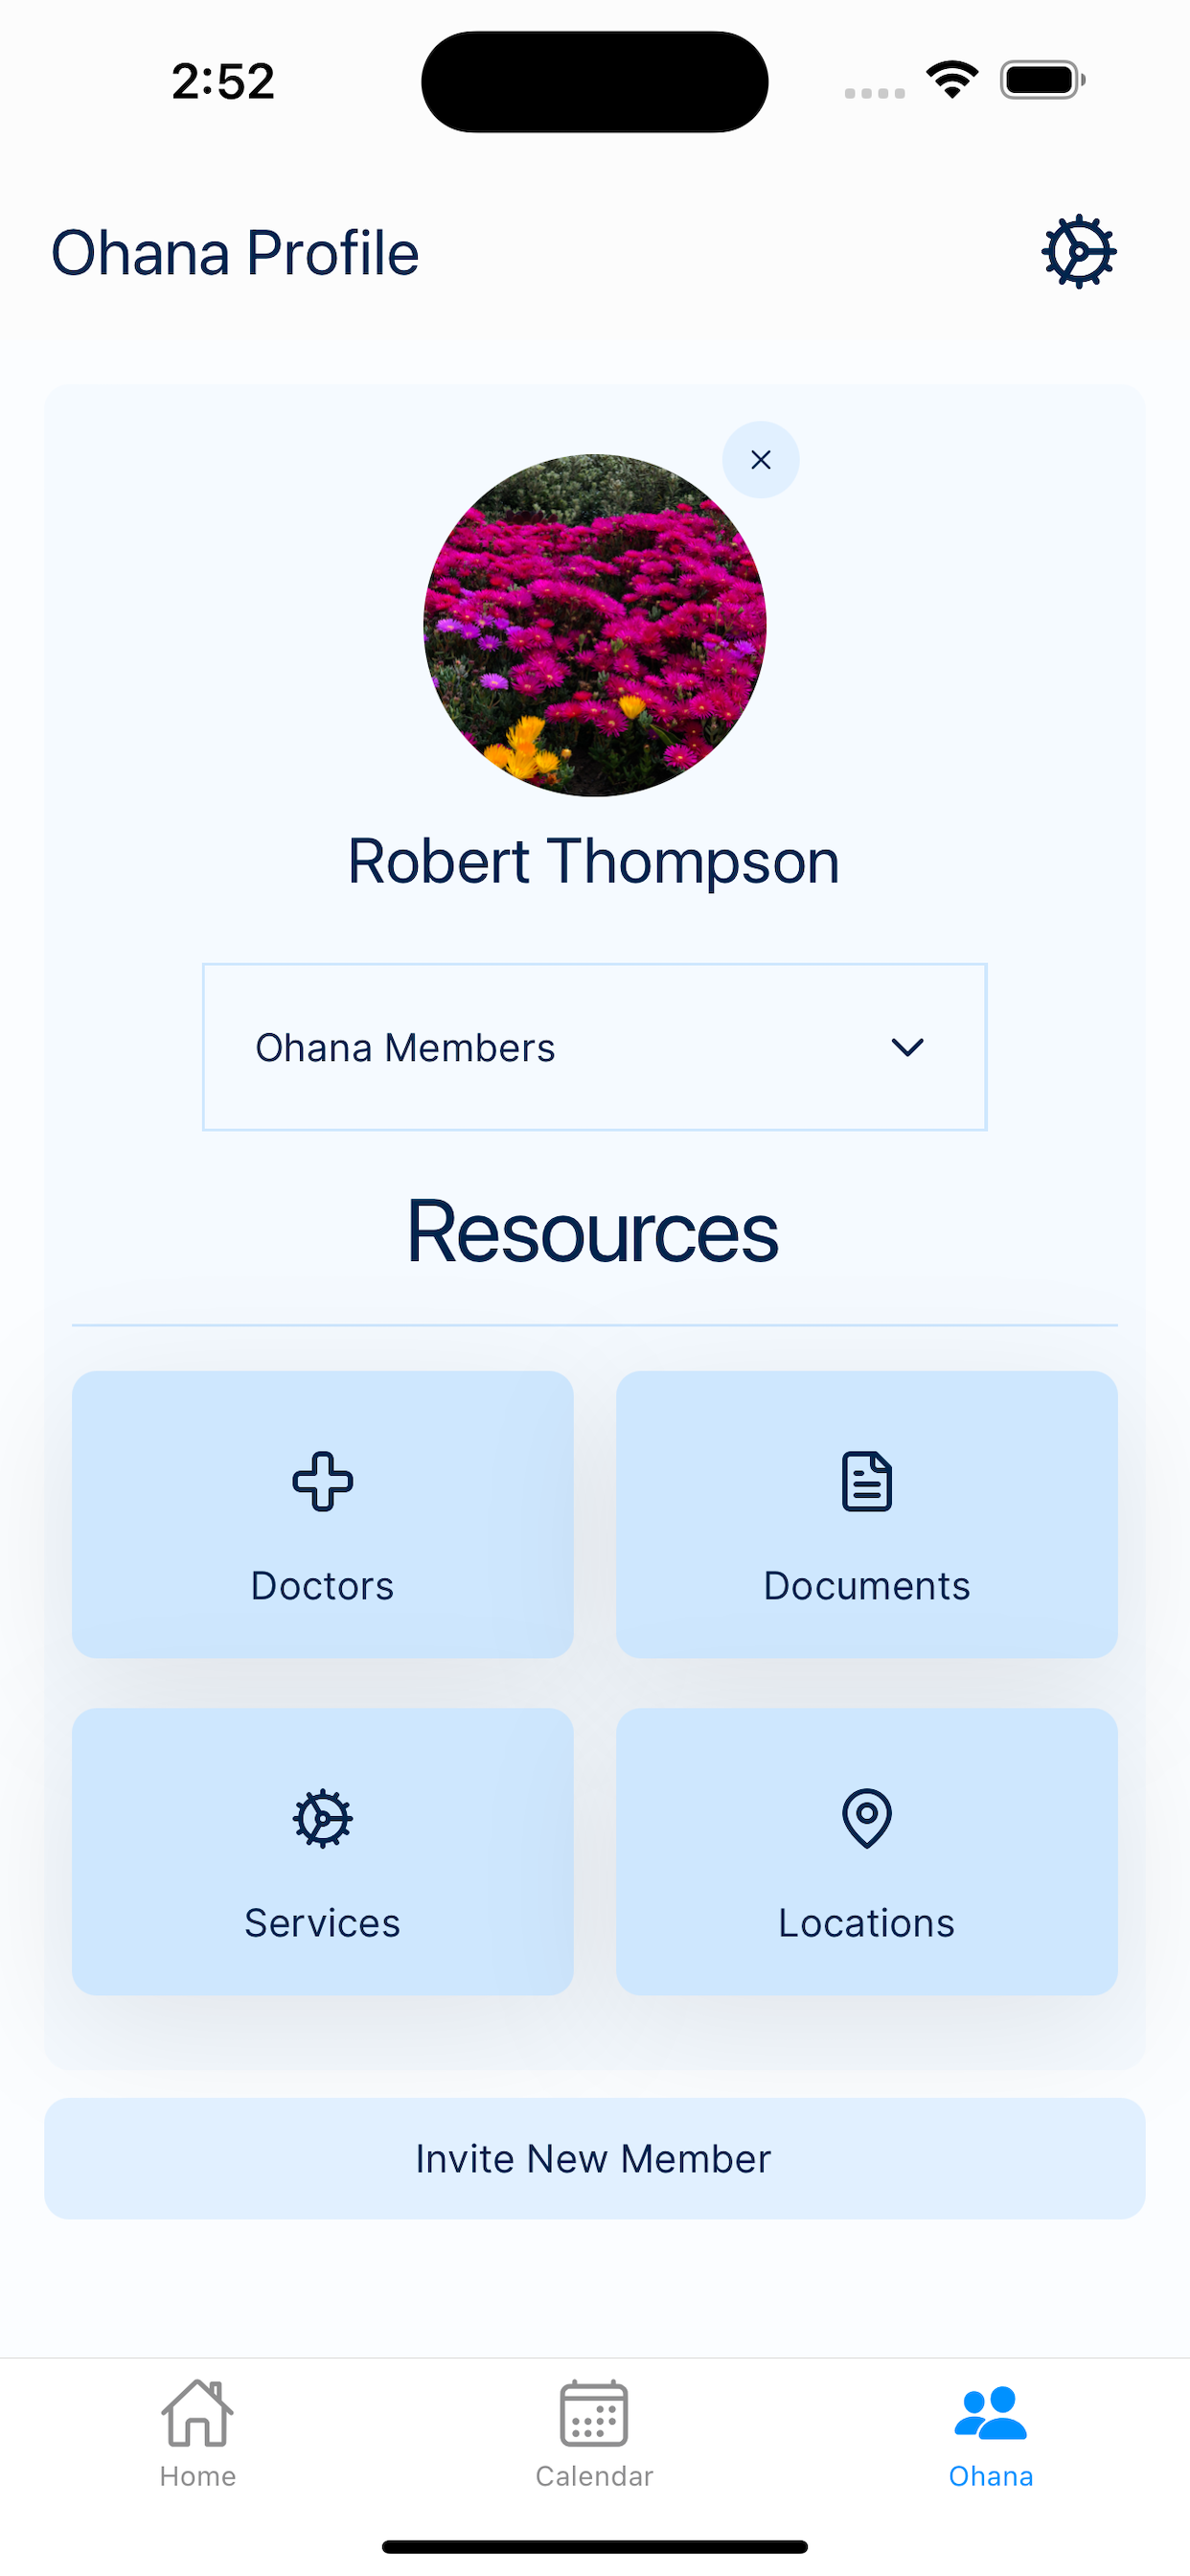 2:52
Ohana Profile
Robert Thompson
Ohana Members
Resources
Doctors
Documents
Services
Locations
Invite New Member
Home
Calendar
Ohana